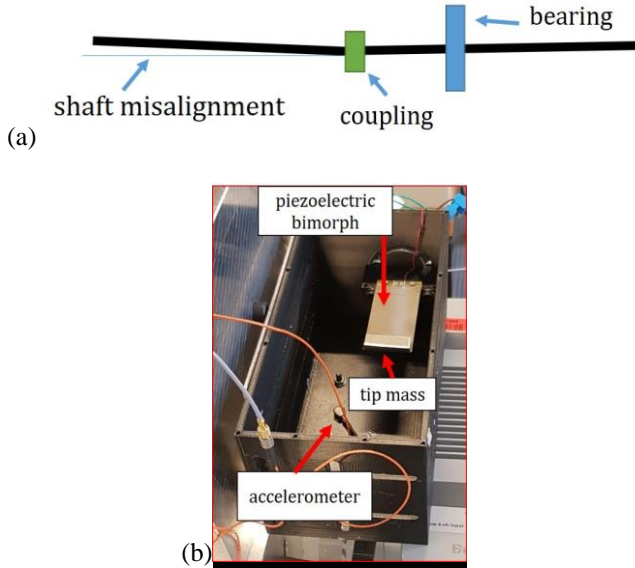 bearing
shaft misalignment
coupling
(a)
piezoelectric
bimorph
tip mass
accelerometer
(b)